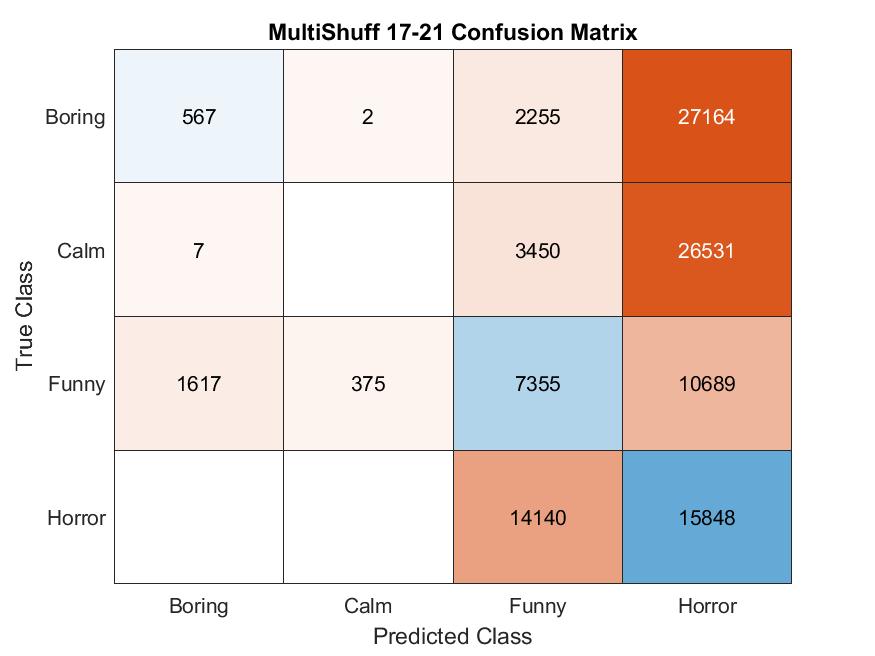 MultiShuff 17-21 Confusion Matrix
Boring 567 2 2255 27164
Calm 7 3450 26531
Funny 1617 375 7355 10689
Horror 14140 15848
True Class
Boring Calm Funny Horror
Predicted Class